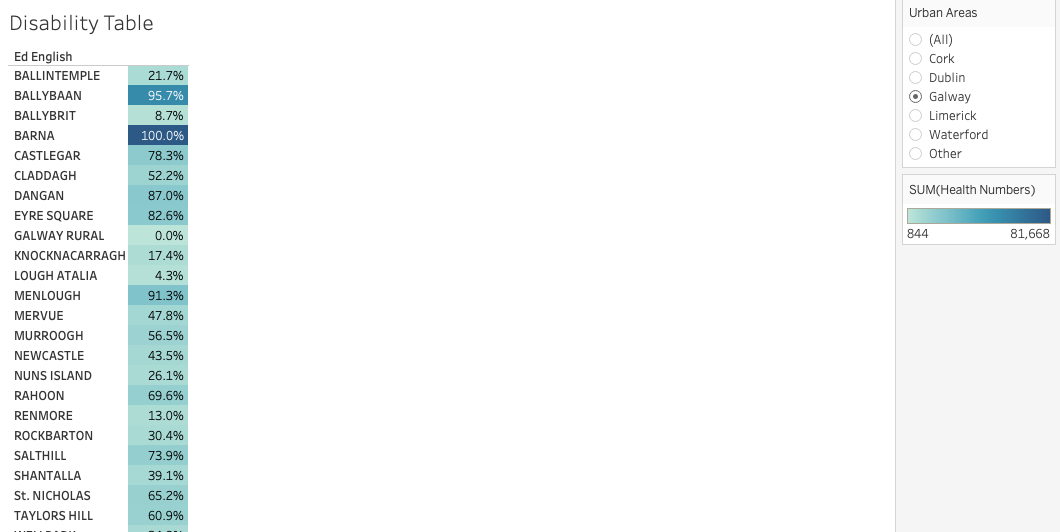 Disability Table
Ed English
BALLINTEMPLE 21.7%
BALLYBAAN 95.7%
BALLYBRIT 8.7%
BARNA 100.0%
CASTLEGAR 78.3%
CLADDAGH 52.2%
DANGAN 87.0%
EYRE SQUARE 82.6%
GALWAY RURAL 0.0%
KNOCKNACARRAGH 17.4%
LOUGH ATALIA 4.3%
MENLOUGH 91.3%
MERVUE 47.8%
MURROOGH 56.5%
NEWCASTLE 43.5%
NUNS ISLAND 26.1%
RAHOON 69.6%
RENMORE 13.0%
ROCKBARTON 30.4%
SALTHILL 73.9%
SHANTALLA 39.1%
St. NICHOLAS 65.2%
TAYLORS HILL 60.9%
Urban Areas
(All)
Cork
Dublin
Galway
Limerick
Waterford
Other
SUM(Health Numbers)
844 81,668